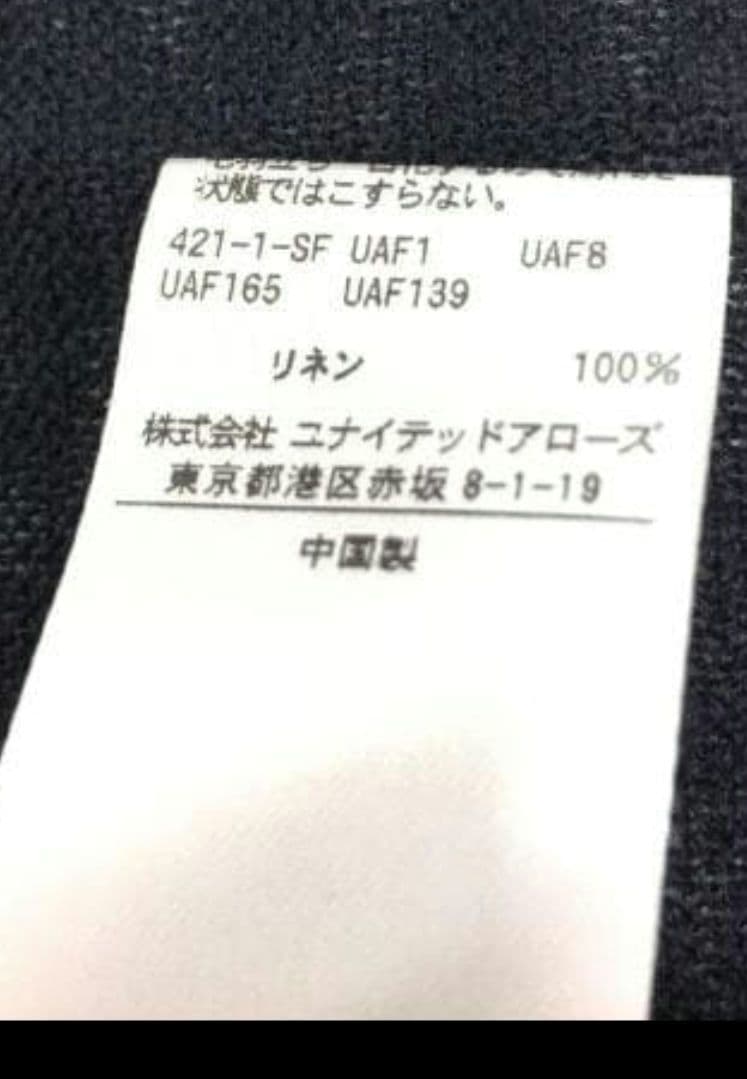 状態ではこすらない。
421-1-SF UAF1 UAF8
UAF165 UAF139
リネン 100%
株式会社 ユナイテッドアローズ
東京都港区赤坂 8-1-19
中国製